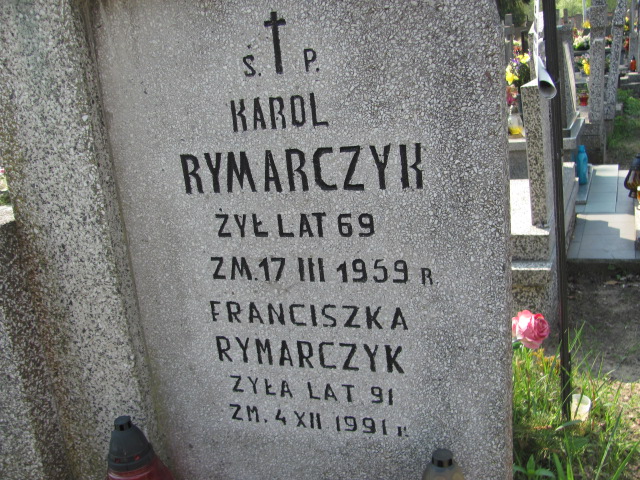 Ś. P.
KAROL
RYMARCZYK
ŻYŁ LAT 69
ZM. 17 III 1959 R
FRANCISZKA
RYMARCZYK
ŻYŁA LAT 91
ZM. 4 XII 1991 R.